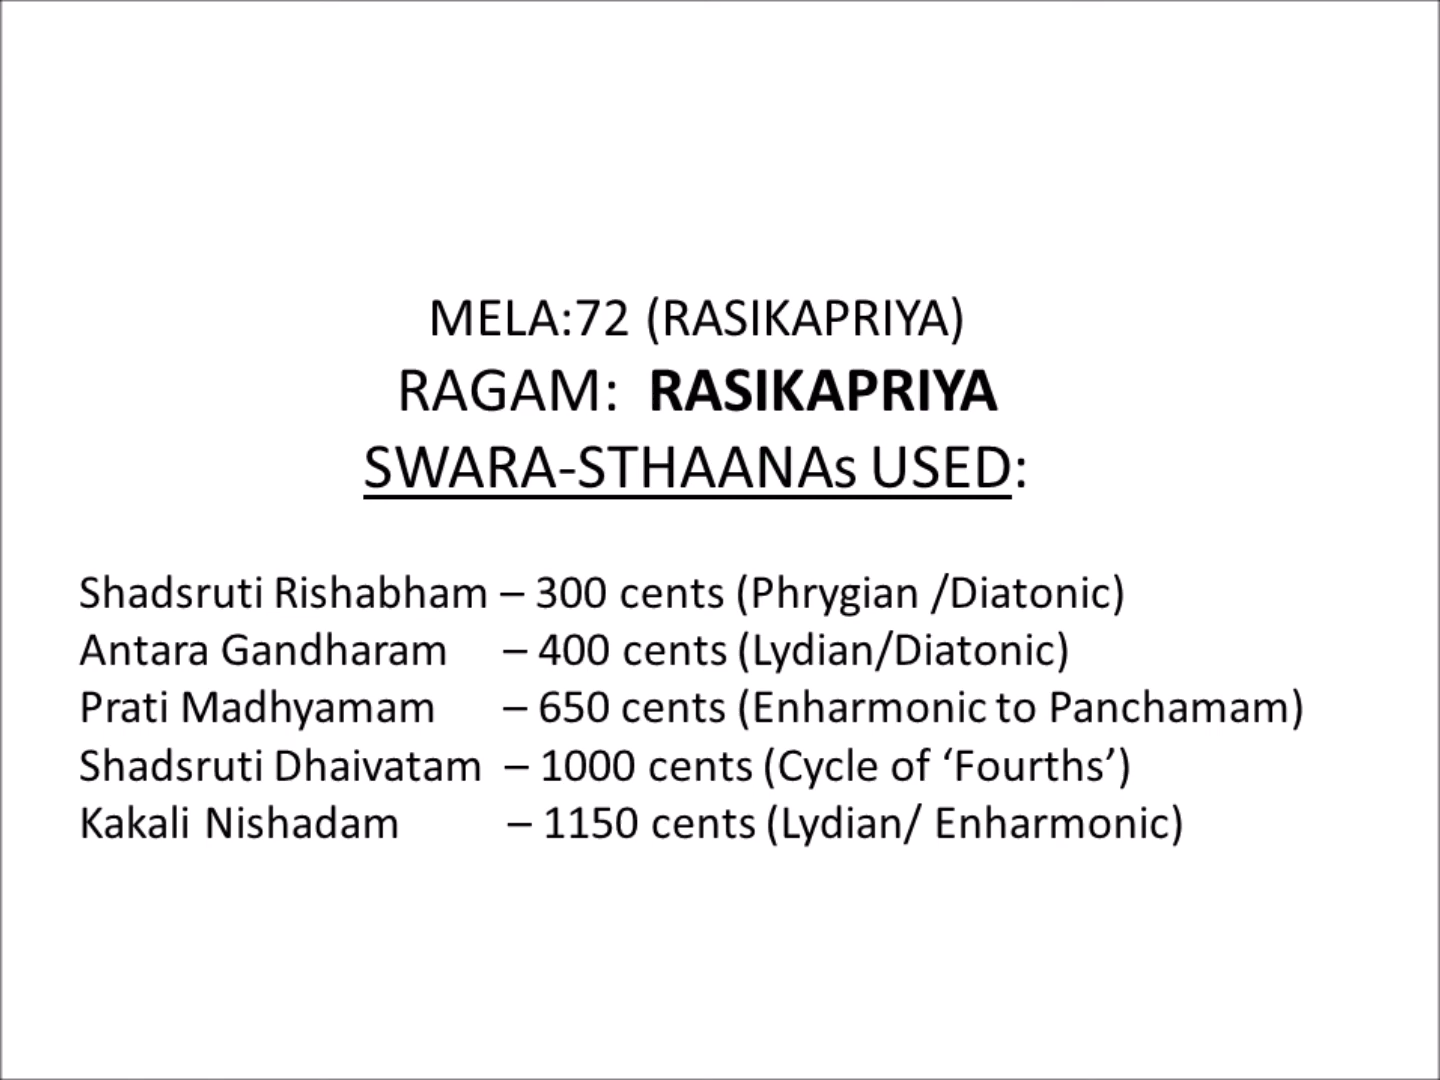 MELA:72 (RASIKAPRIYA)
RAGAM: RASIKAPRIYA
SWARA-STHAANAs USED:
Shadsruti Rishabham – 300 cents (Phrygian /Diatonic)
Antara Gandharam – 400 cents (Lydian/Diatonic)
Prati Madhyamam – 650 cents (Enharmonic to Panchamam)
Shadsruti Dhaivatam – 1000 cents (Cycle of ‘Fourths’)
Kakali Nishadam – 1150 cents (Lydian/ Enharmonic)